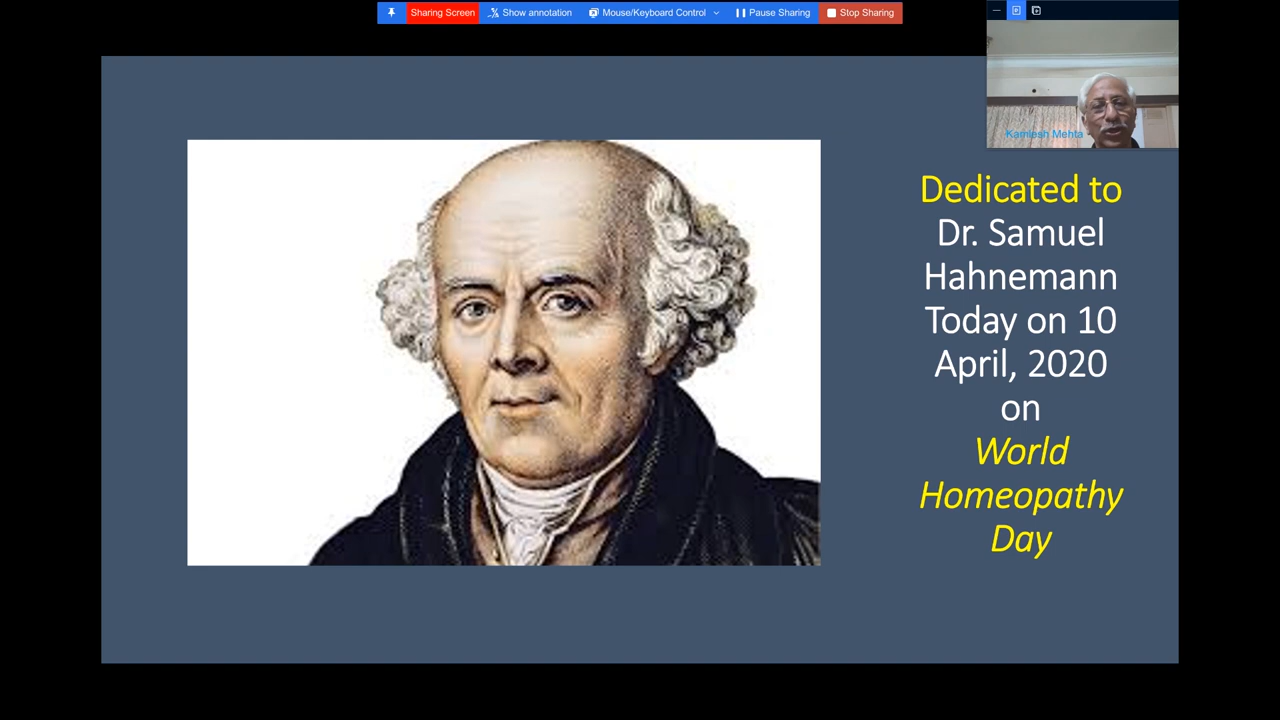 Sharing Screen Show annotation Mouse/Keyboard Control Pause Sharing Stop Sharing
Kamlesh Mehta
Dedicated to
Dr. Samuel
Hahnemann
Today on 10
April, 2020
on
World
Homeopathy
Day